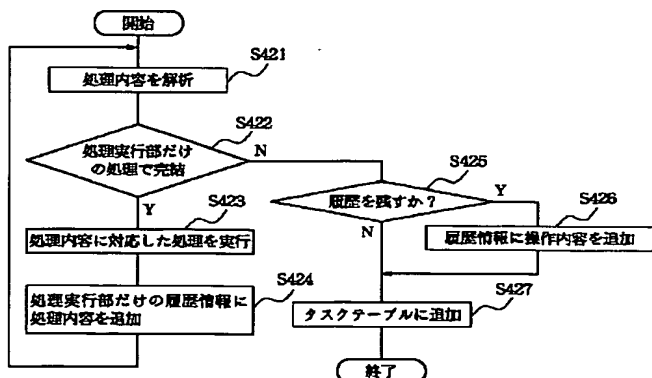 開始
S421
処理内容を解析
S422
処理実行部だけ
の処理で完結
N
Y
S423
処理内容に対応した処理を実行
S424
処理実行部だけの履歴情報に
処理内容を追加
S425
履歴を残すか？
Y
N
S426
履歴情報に操作内容を追加
S427
タスクテーブルに追加
終了